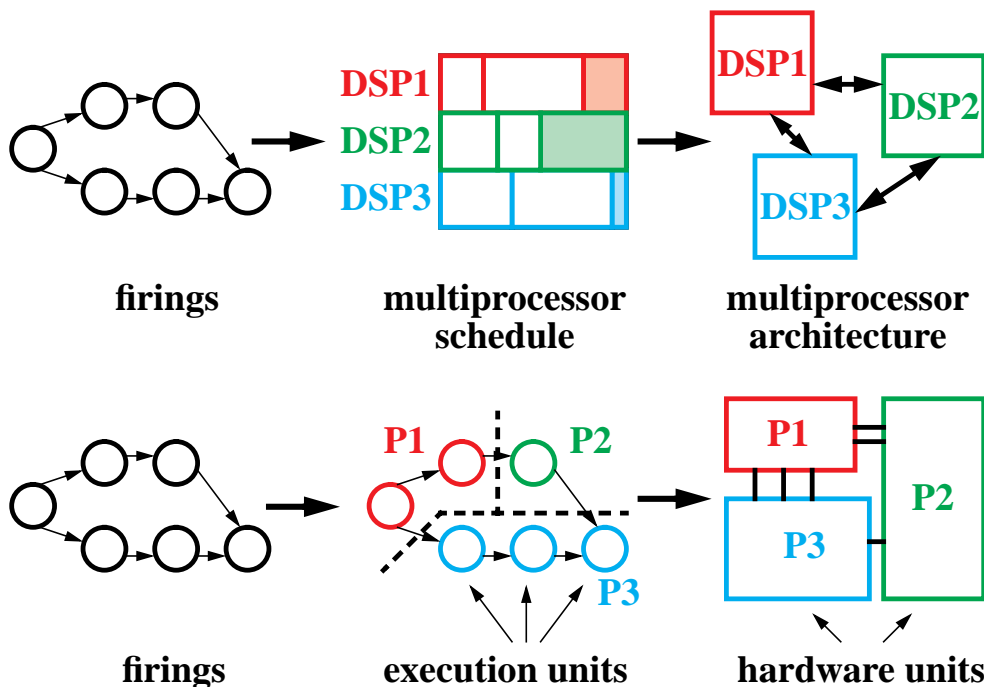 DSP1
DSP2
DSP3
DSP1
DSP2
DSP3
firings
multiprocessor
schedule
multiprocessor
architecture
P1
P2
P3
P1
P2
P3
firings
execution units
hardware units